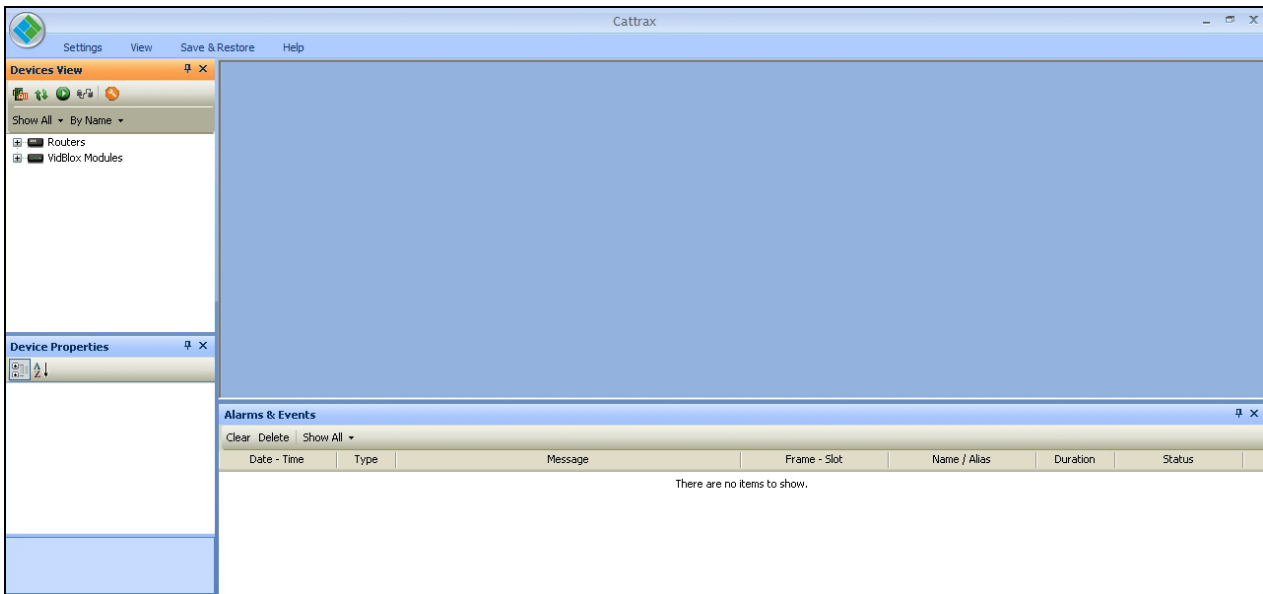 Cattrax
Settings View Save & Restore Help
Devices View
Show All By Name
Routers
VidBlox Modules
Device Properties
Alarms & Events
Clear Delete Show All
Date - Time Type Message Frame - Slot Name / Alias Duration Status
There are no items to show.